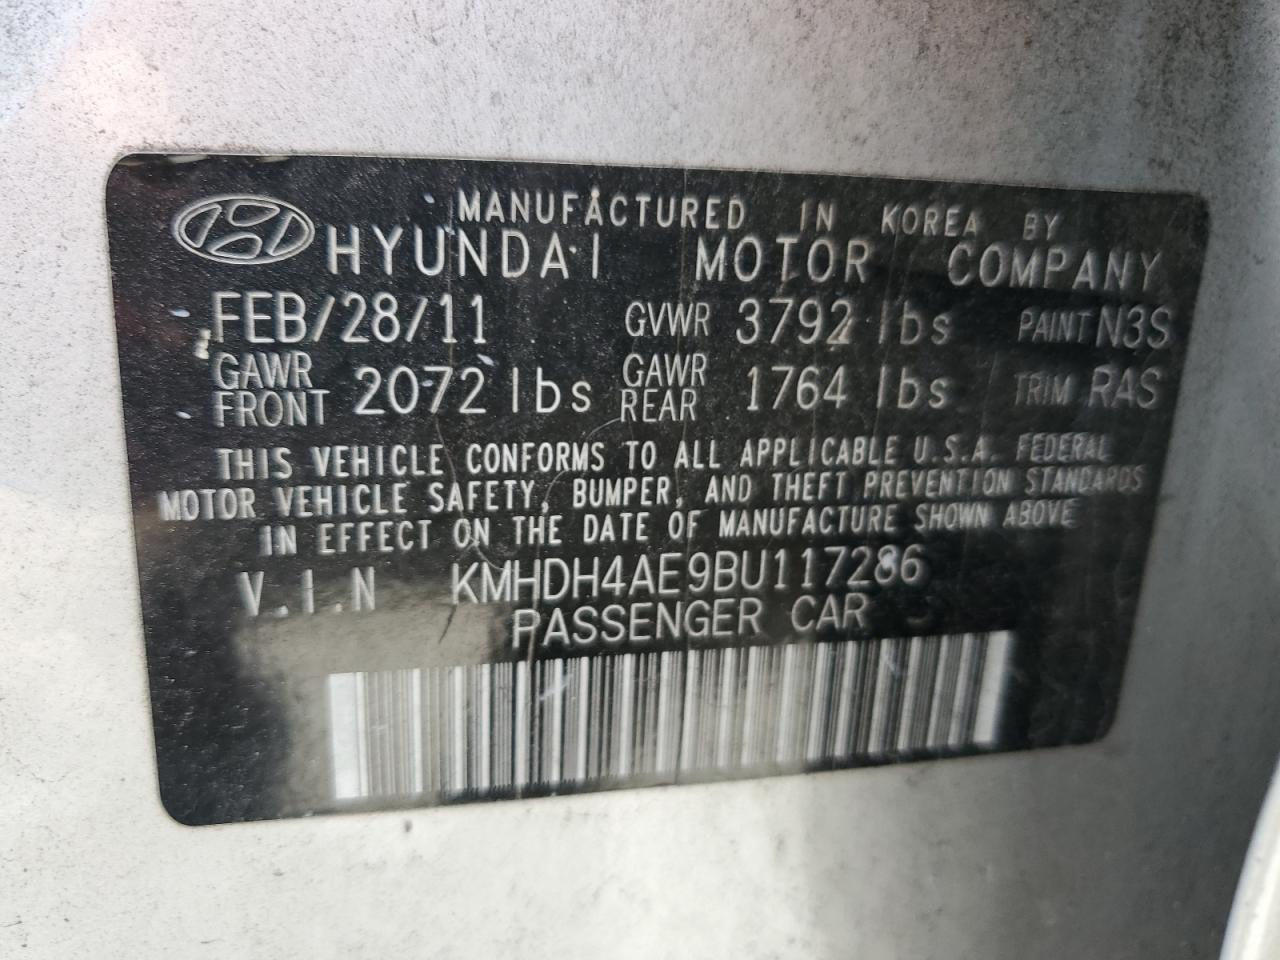 MANUFACTURED IN KOREA BY
HYUNDAI MOTOR COMPANY
FEB/28/11 GVWR 3792 lbs PAINT N3S
GAWR FRONT 2072 lbs GAWR REAR 1764 lbs TRIM RAS
THIS VEHICLE CONFORMS TO ALL APPLICABLE U.S.A. FEDERAL
MOTOR VEHICLE SAFETY, BUMPER, AND THEFT PREVENTION STANDARDS
IN EFFECT ON THE DATE OF MANUFACTURE SHOWN ABOVE
V.I.N KMHDH4AE9BU117286
PASSENGER CAR